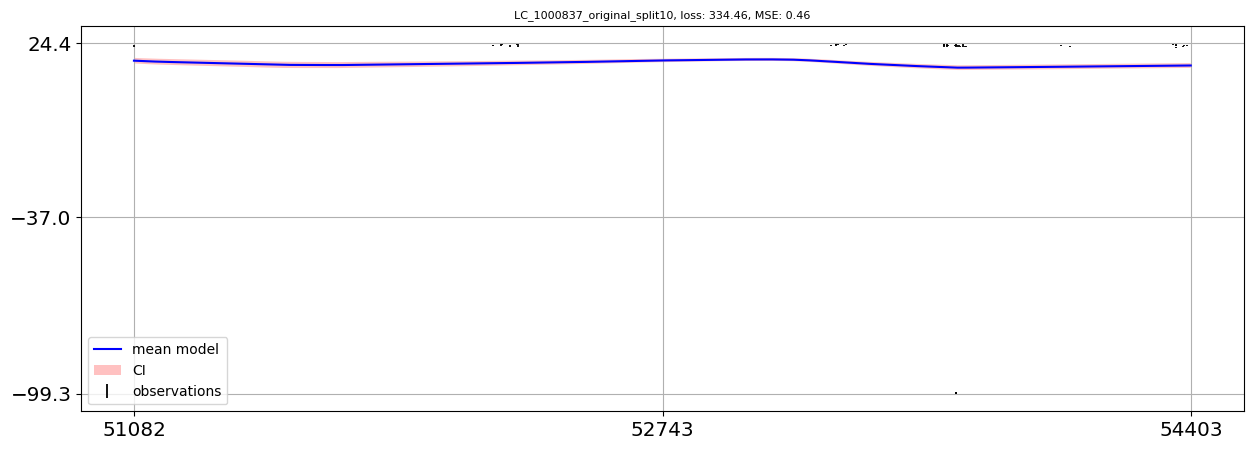 LC_1000837_original_split10, loss: 334.46, MSE: 0.46
24.4
−37.0
−99.3
mean model
CI
observations
51082
52743
54403